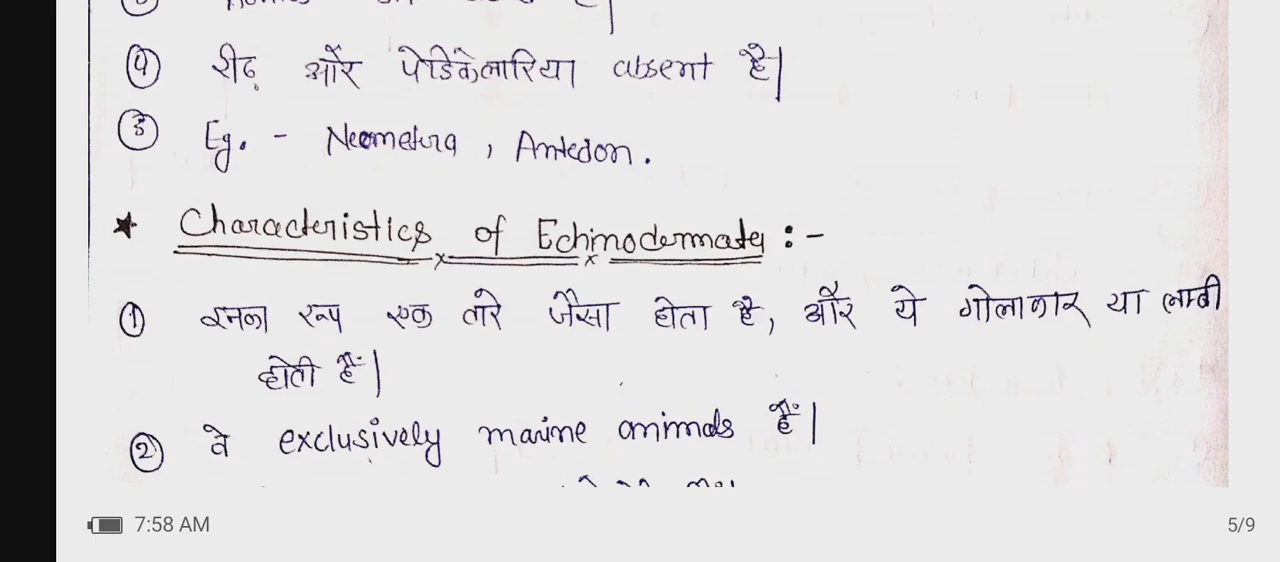 ④ रीढ़ और पेडिकेलारिया absent है|
⑤ Eg. - Neometra, Antedon.
★ Characteristics of Echinodermata :-
① इनका रूप एक तारे जैसा होता है, और ये गोलाकार या लम्बी
होती हैं|
② वे exclusively marine animals हैं|
7:58 AM
5/9